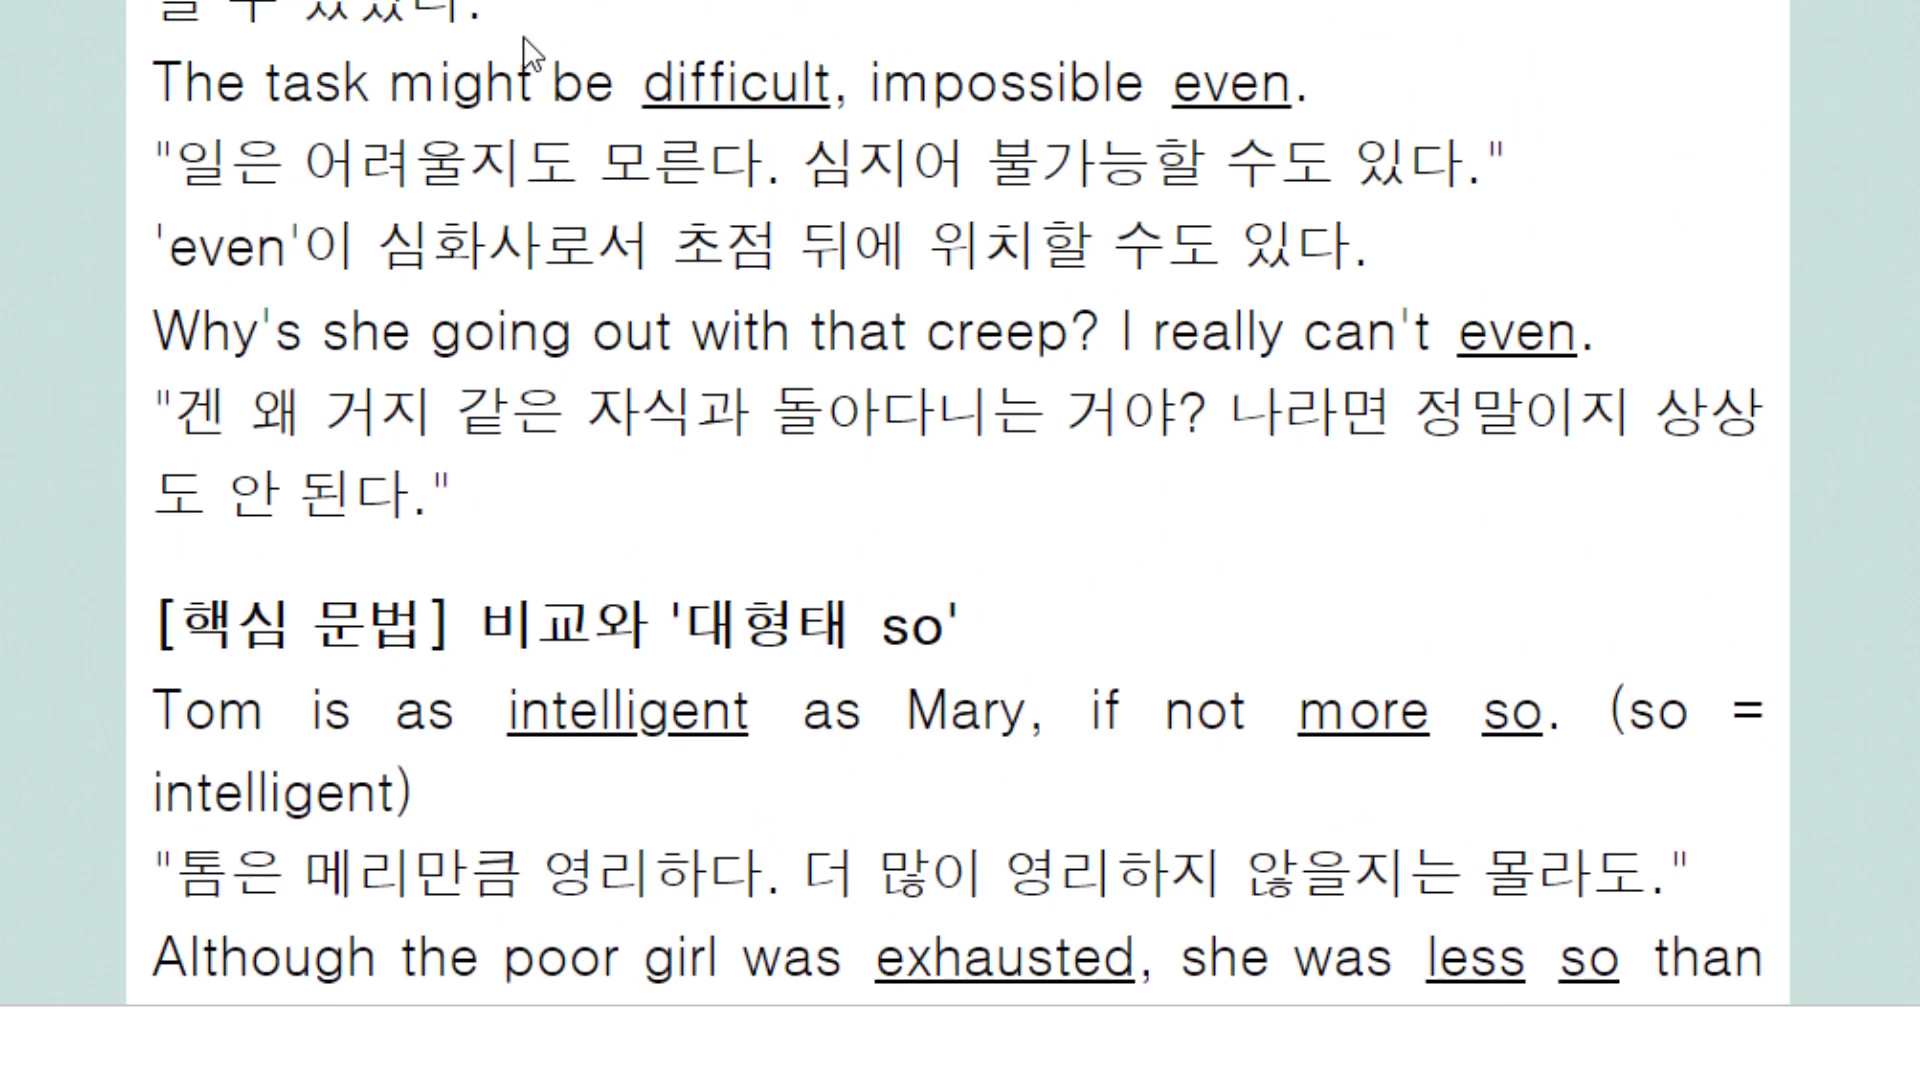 할 수 있었다.
The task might be difficult, impossible even.
"일은 어려울지도 모른다. 심지어 불가능할 수도 있다."
'even'이 심화사로서 초점 뒤에 위치할 수도 있다.
Why's she going out with that creep? I really can't even.
"겐 왜 거지 같은 자식과 돌아다니는 거야? 나라면 정말이지 상상
도 안 된다."
[핵심 문법] 비교와 '대형태 so'
Tom is as intelligent as Mary, if not more so. (so =
intelligent)
"톰은 메리만큼 영리하다. 더 많이 영리하지 않을지는 몰라도."
Although the poor girl was exhausted, she was less so than